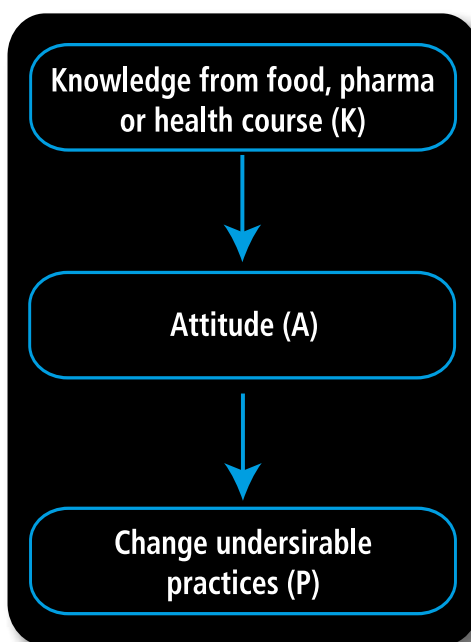 Knowledge from food, pharma
or health course (K)
Attitude (A)
Change undersirable
practices (P)